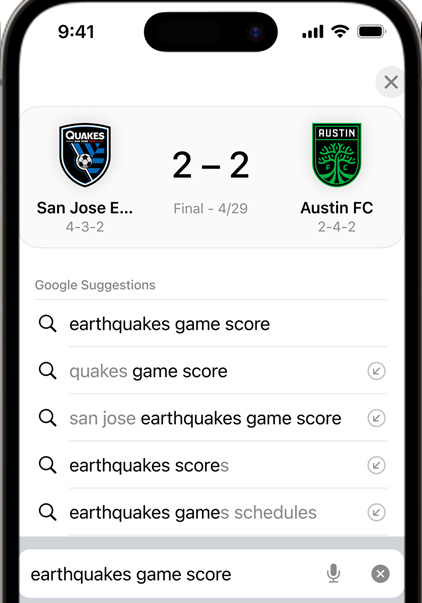 9:41
QUAKES
SAN JOSE
AUSTIN
F C
2 – 2
San Jose E...
Final - 4/29
Austin FC
4-3-2
2-4-2
Google Suggestions
earthquakes game score
quakes game score
san jose earthquakes game score
earthquakes scores
earthquakes games schedules
earthquakes game score